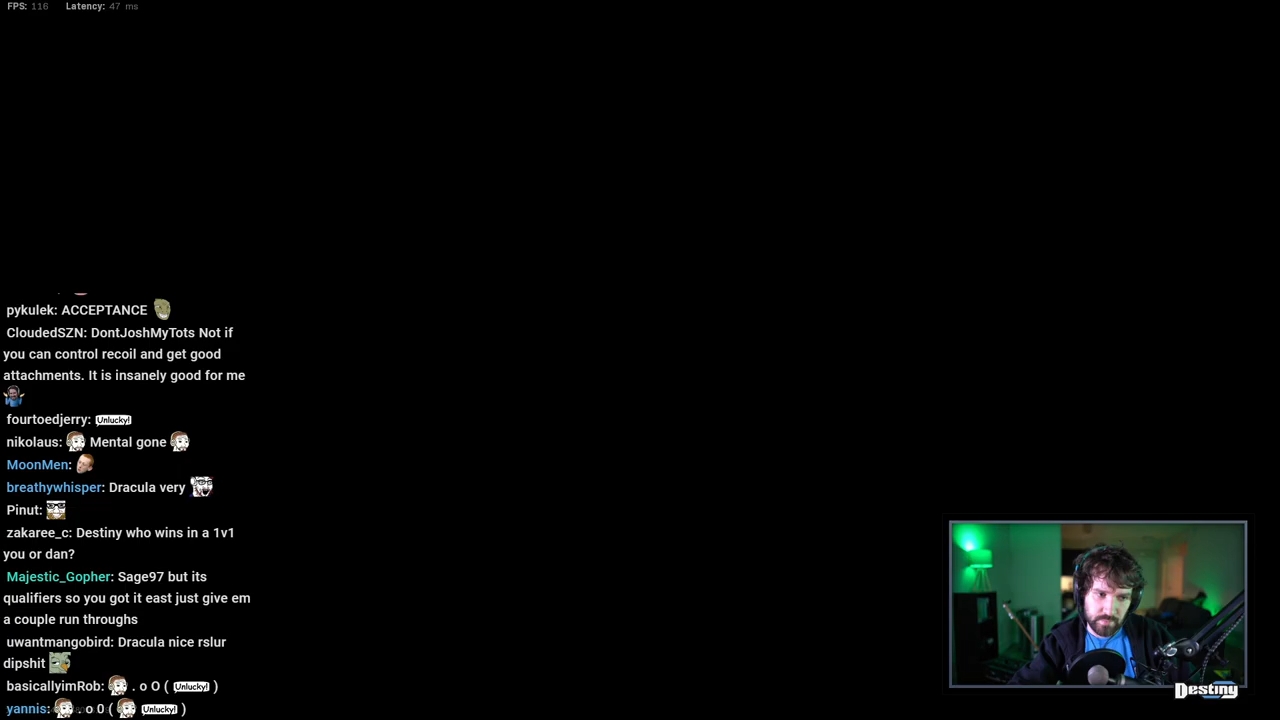 FPS: 116 Latency: 47 ms
pykulek: ACCEPTANCE
CloudedSZN: DontJoshMyTots Not if
you can control recoil and get good
attachments. It is insanely good for me
fourtoedjerry: Unlucky!
nikolaus: Mental gone
MoonMen:
breathywhisper: Dracula very
Pinut:
zakaree_c: Destiny who wins in a 1v1
you or dan?
Majestic_Gopher: Sage97 but its
qualifiers so you got it east just give em
a couple run throughs
uwantmangobird: Dracula nice rslur
dipshit
basicallyimRob: . o O ( Unlucky! )
yannis: . o O ( Unlucky! )
Destiny